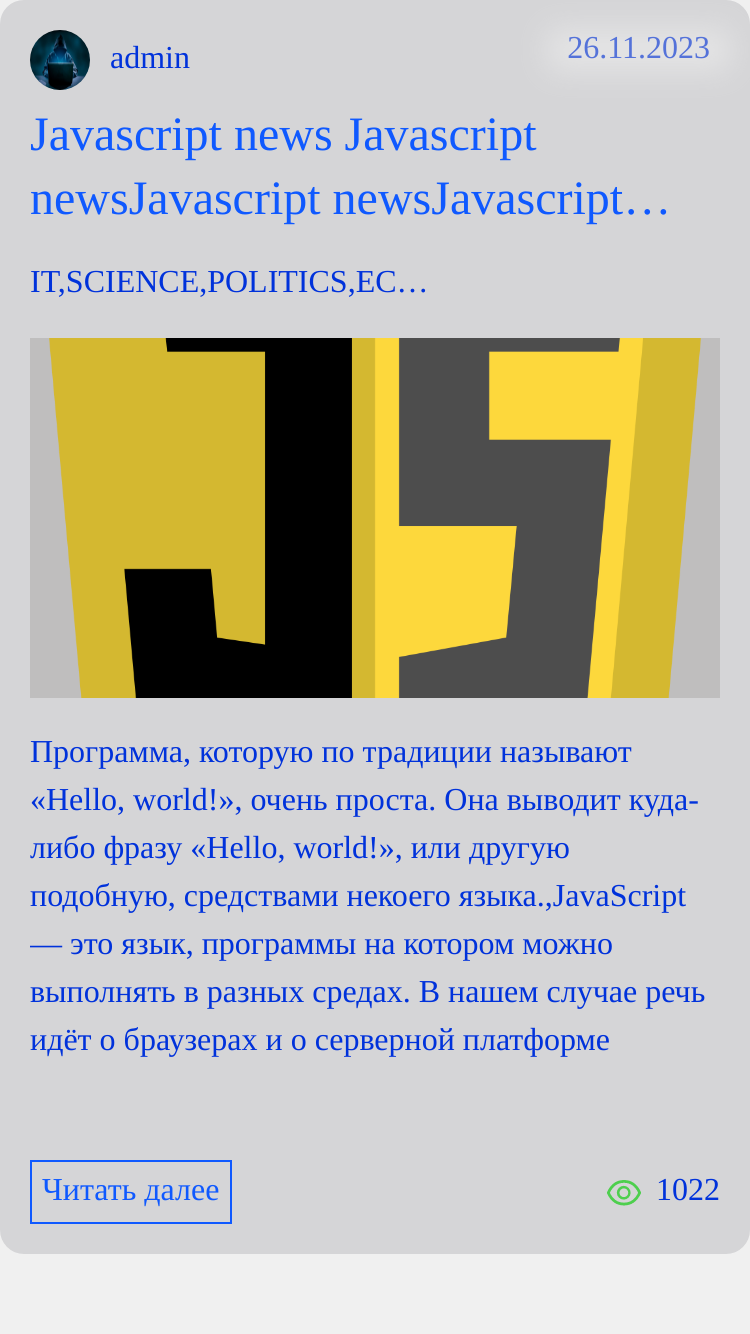 admin
26.11.2023
Javascript news Javascript
newsJavascript newsJavascript…
IT,SCIENCE,POLITICS,EC…
JS
Программа, которую по традиции называют
«Hello, world!», очень проста. Она выводит куда-
либо фразу «Hello, world!», или другую
подобную, средствами некоего языка.,JavaScript
— это язык, программы на котором можно
выполнять в разных средах. В нашем случае речь
идёт о браузерах и о серверной платформе
Читать далее
1022